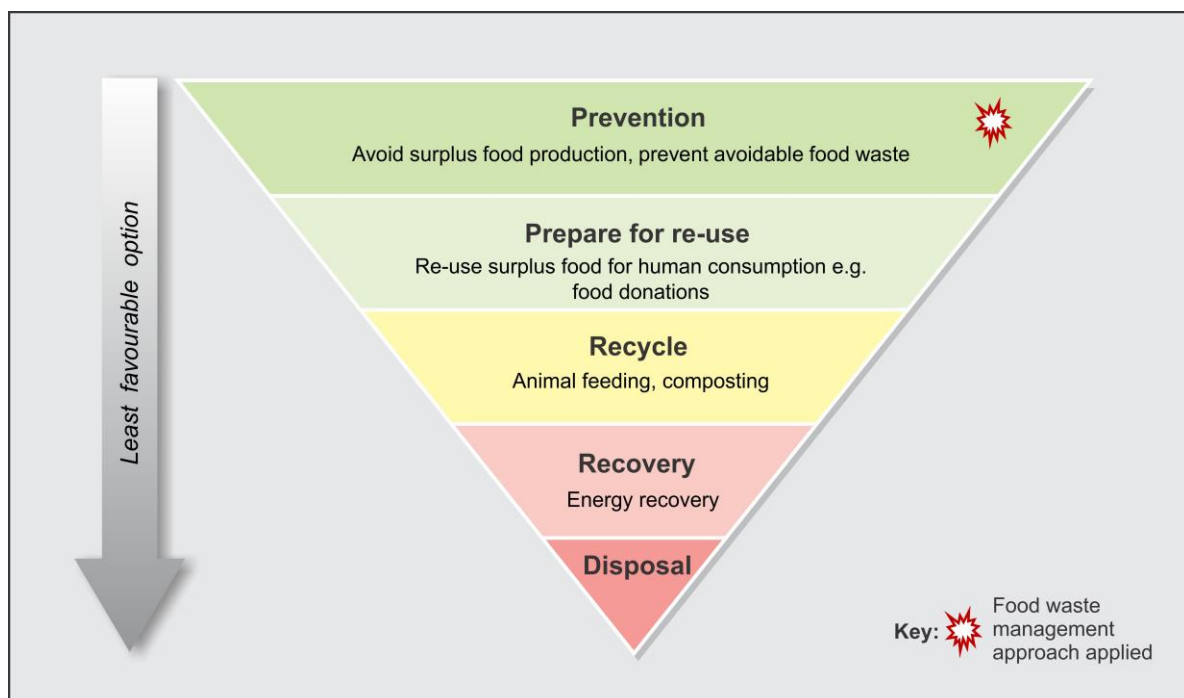 Prevention
Avoid surplus food production, prevent avoidable food waste
Prepare for re-use
Re-use surplus food for human consumption e.g.
food donations
Recycle
Animal feeding, composting
Recovery
Energy recovery
Disposal
Least favourable option
Key:
Food waste
management
approach applied